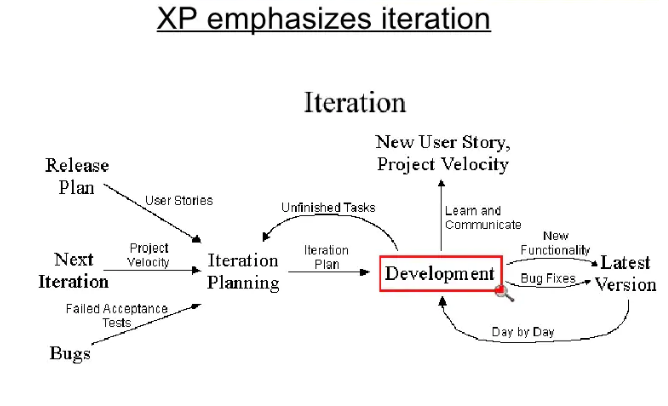 XP emphasizes iteration
Iteration
New User Story,
Project Velocity
Release
Plan
User Stories
Unfinished Tasks
Learn and
Communicate
New
Functionality
Next
Iteration
Project
Velocity
Iteration
Planning
Iteration
Plan
Development
Bug Fixes
Latest
Version
Failed Acceptance
Tests
Bugs
Day by Day